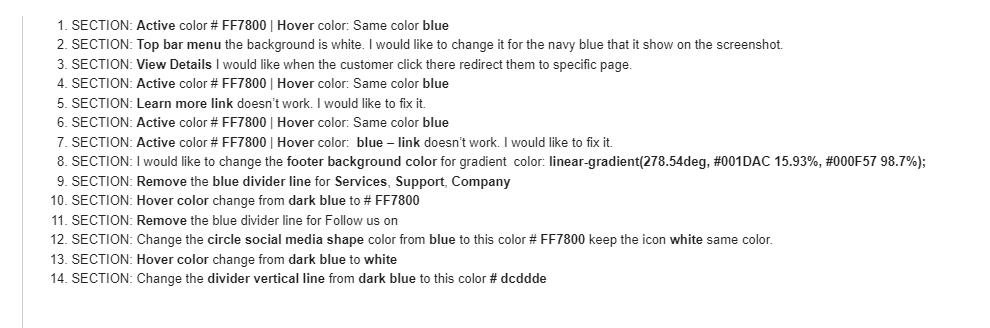 1. SECTION: Active color # FF7800 | Hover color: Same color blue
2. SECTION: Top bar menu the background is white. I would like to change it for the navy blue that it show on the screenshot.
3. SECTION: View Details I would like when the customer click there redirect them to specific page.
4. SECTION: Active color # FF7800 | Hover color: Same color blue
5. SECTION: Learn more link doesn't work. I would like to fix it.
6. SECTION: Active color # FF7800 | Hover color: Same color blue
7. SECTION: Active color # FF7800 | Hover color:  blue – link doesn't work. I would like to fix it.
8. SECTION: I would like to change the footer background color for gradient  color: linear-gradient(278.54deg, #001DAC 15.93%, #000F57 98.7%);
9. SECTION: Remove the blue divider line for Services, Support, Company
10. SECTION: Hover color change from dark blue to # FF7800
11. SECTION: Remove the blue divider line for Follow us on
12. SECTION: Change the circle social media shape color from blue to this color # FF7800 keep the icon white same color.
13. SECTION: Hover color change from dark blue to white
14. SECTION: Change the divider vertical line from dark blue to this color # dcddde